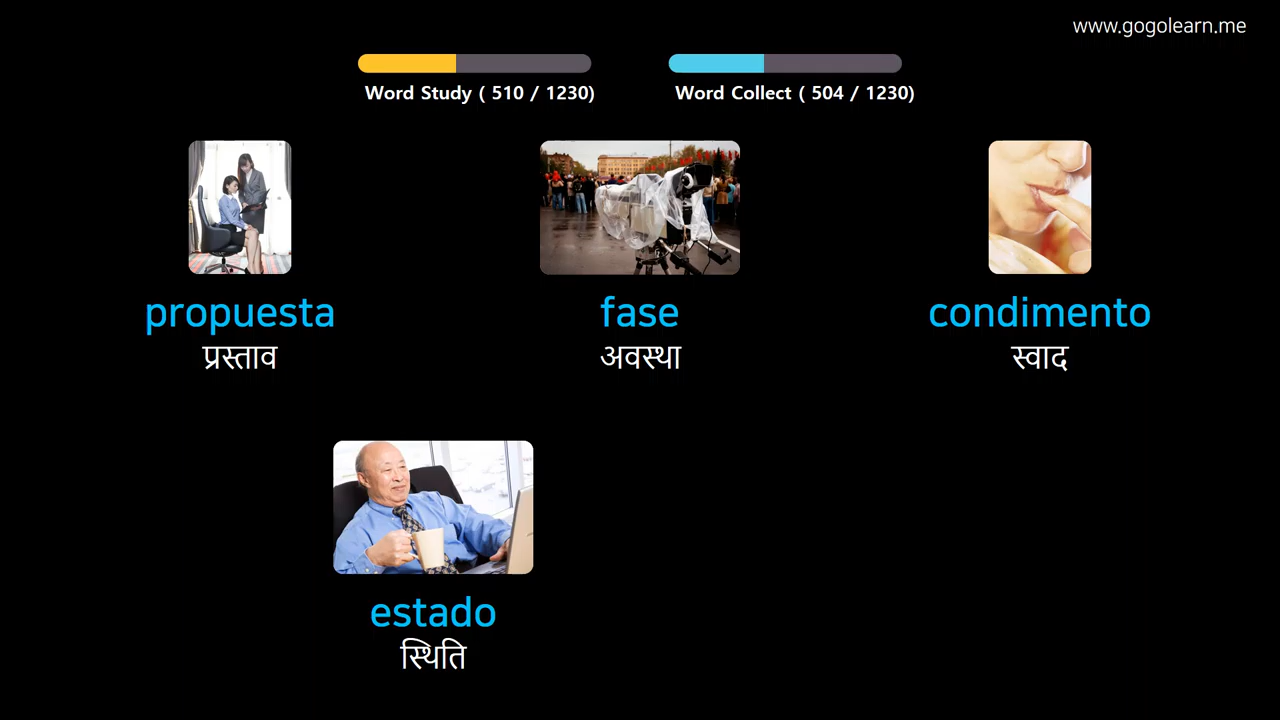 www.gogolearn.me
Word Study ( 510 / 1230)
Word Collect ( 504 / 1230)
propuesta
प्रस्ताव
fase
अवस्था
condimento
स्वाद
estado
स्थिति